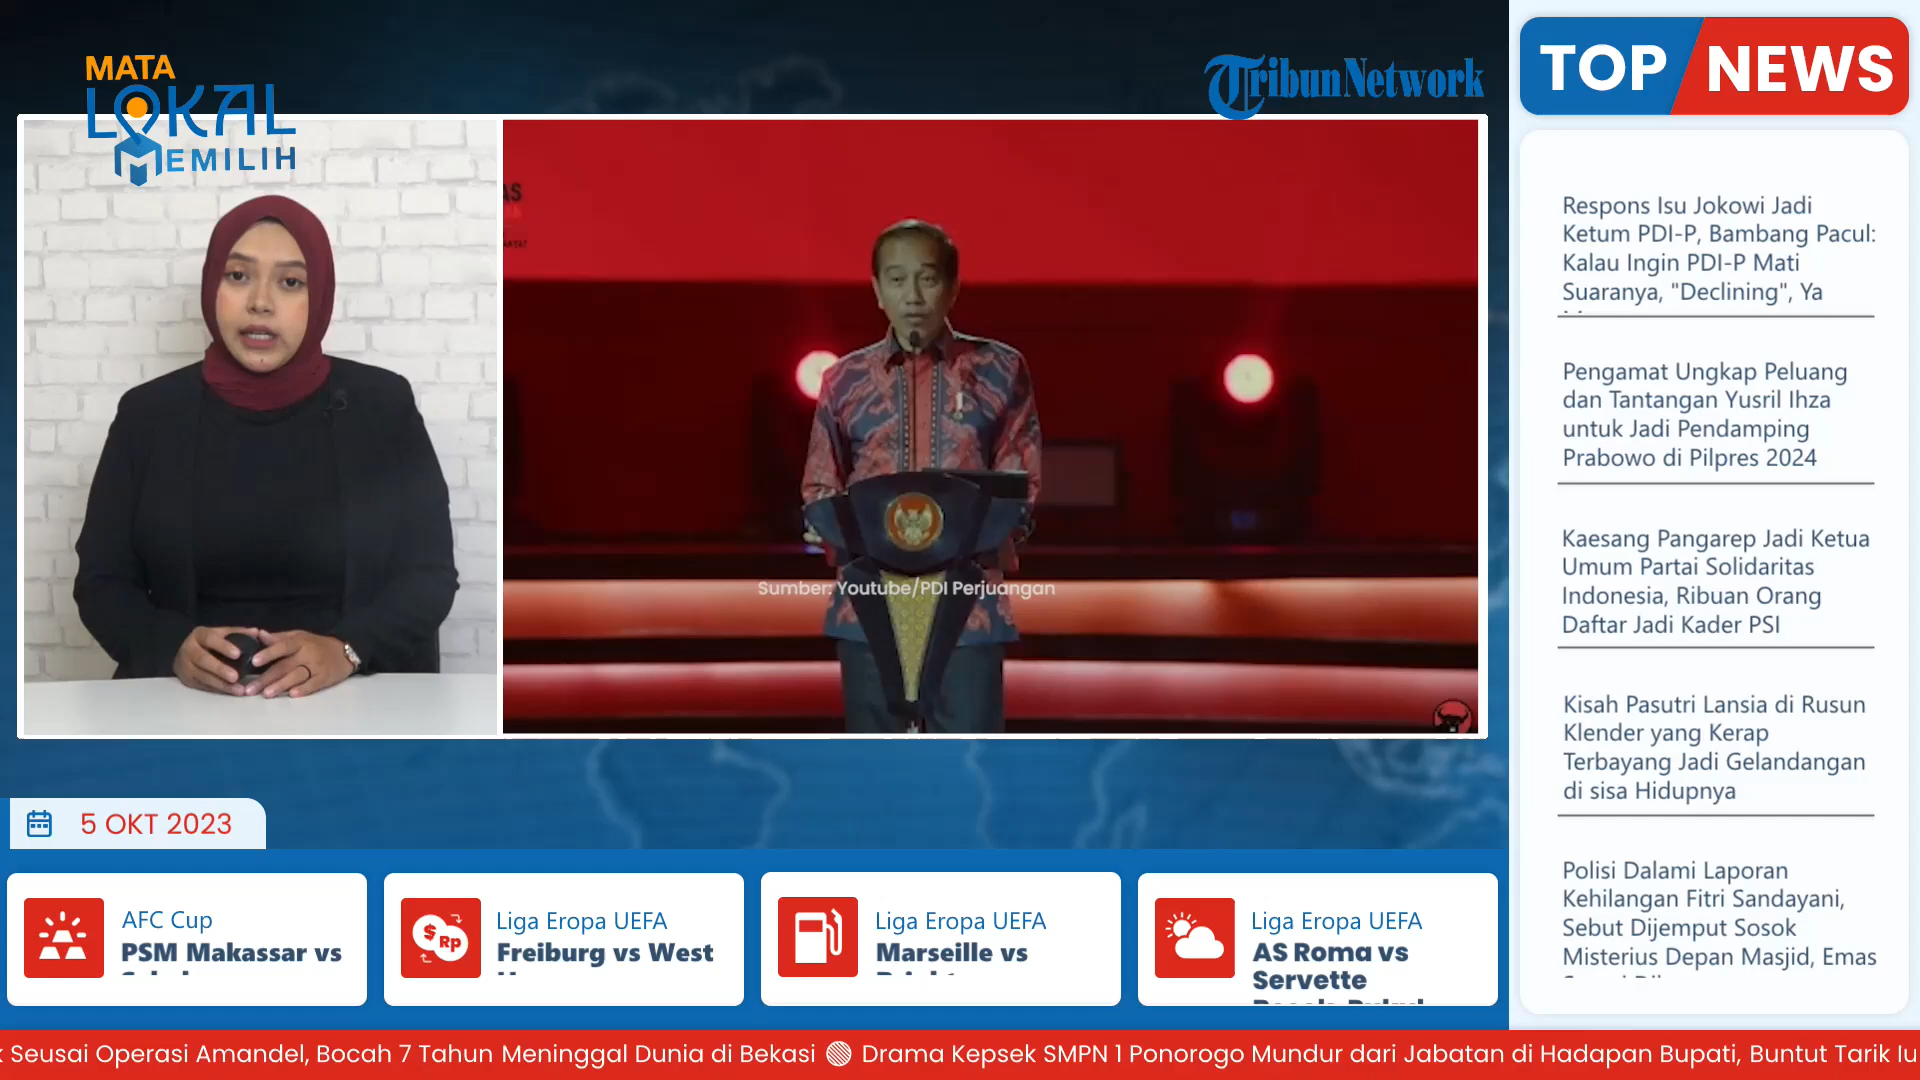 MATA
LOKAL
MEMILIH
TribunNetwork
TOP NEWS
AS
Sumber: Youtube/PDI Perjuangan
Respons Isu Jokowi Jadi
Ketum PDI-P, Bambang Pacul:
Kalau Ingin PDI-P Mati
Suaranya, "Declining", Ya
Pengamat Ungkap Peluang
dan Tantangan Yusril Ihza
untuk Jadi Pendamping
Prabowo di Pilpres 2024
Kaesang Pangarep Jadi Ketua
Umum Partai Solidaritas
Indonesia, Ribuan Orang
Daftar Jadi Kader PSI
Kisah Pasutri Lansia di Rusun
Klender yang Kerap
Terbayang Jadi Gelandangan
di sisa Hidupnya
Polisi Dalami Laporan
Kehilangan Fitri Sandayani,
Sebut Dijemput Sosok
Misterius Depan Masjid, Emas
5 OKT 2023
AFC Cup
PSM Makassar vs
$ Rp
Liga Eropa UEFA
Freiburg vs West
Liga Eropa UEFA
Marseille vs
Liga Eropa UEFA
AS Roma vs
Servette
k Seusai Operasi Amandel, Bocah 7 Tahun Meninggal Dunia di Bekasi Drama Kepsek SMPN 1 Ponorogo Mundur dari Jabatan di Hadapan Bupati, Buntut Tarik Iu